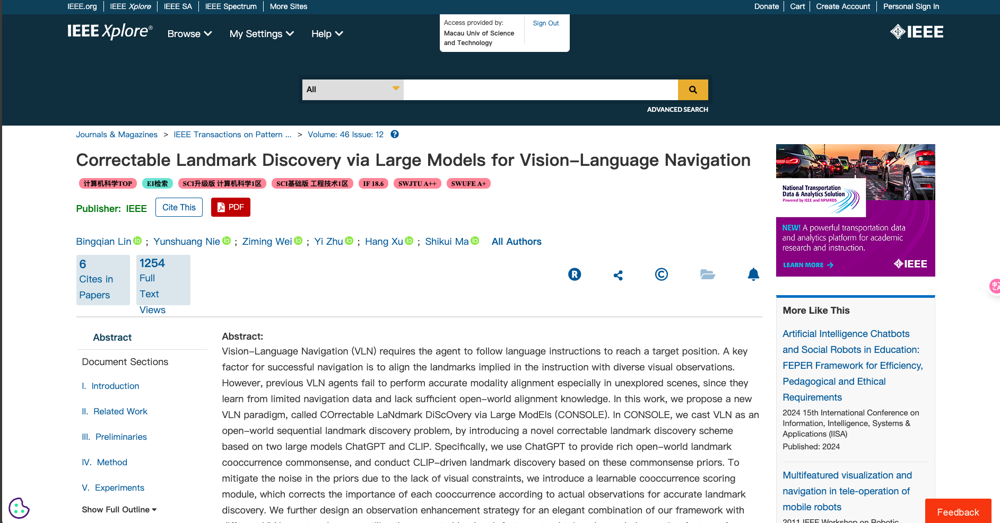 IEEE.org
IEEE Xplore
IEEE SA
IEEE Spectrum
More Sites
Donate
Cart
Create Account
Personal Sign In
IEEE Xplore®
Browse
My Settings
Help
Access provided by:
Macau Univ of Science
and Technology
Sign Out
IEEE
All
ADVANCED SEARCH
Journals & Magazines > IEEE Transactions on Pattern ... > Volume: 46 Issue: 12
Correctable Landmark Discovery via Large Models for Vision-Language Navigation
计算机科学TOP
EI检索
SCI升级版 计算机科学1区
SCI基础版 工程技术1区
IF 18.6
SWJTU A++
SWUFE A+
Publisher: IEEE
Cite This
PDF
Bingqian Lin ; Yunshuang Nie ; Ziming Wei ; Yi Zhu ; Hang Xu ; Shikui Ma All Authors
6
Cites in
Papers
1254
Full
Text
Views
Abstract
Document Sections
I. Introduction
II. Related Work
III. Preliminaries
IV. Method
V. Experiments
Show Full Outline
Abstract:
Vision-Language Navigation (VLN) requires the agent to follow language instructions to reach a target position. A key
factor for successful navigation is to align the landmarks implied in the instruction with diverse visual observations.
However, previous VLN agents fail to perform accurate modality alignment especially in unexplored scenes, since they
learn from limited navigation data and lack sufficient open-world alignment knowledge. In this work, we propose a new
VLN paradigm, called COrrectable LaNdmark DiScOvery via Large ModEls (CONSOLE). In CONSOLE, we cast VLN as an
open-world sequential landmark discovery problem, by introducing a novel correctable landmark discovery scheme
based on two large models ChatGPT and CLIP. Specifically, we use ChatGPT to provide rich open-world landmark
cooccurrence commonsense, and conduct CLIP-driven landmark discovery based on these commonsense priors. To
mitigate the noise in the priors due to the lack of visual constraints, we introduce a learnable cooccurrence scoring
module, which corrects the importance of each cooccurrence according to actual observations for accurate landmark
discovery. We further design an observation enhancement strategy for an elegant combination of our framework with
National Transportation
Data & Analytics Solution
Powered by IEEE and NPMRDS
NEW! A powerful transportation data
and analytics platform for academic
research and instruction.
LEARN MORE
IEEE
More Like This
Artificial Intelligence Chatbots
and Social Robots in Education:
FEPER Framework for Efficiency,
Pedagogical and Ethical
Requirements
2024 15th International Conference on
Information, Intelligence, Systems &
Applications (IISA)
Published: 2024
Multifeatured visualization and
navigation in tele-operation of
mobile robots
2011 IEEE Workshop on Robotic
Feedback